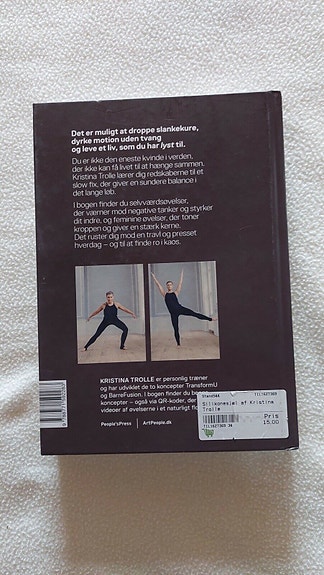 Det er muligt at droppe slankekure,
dyrke motion uden tvang
og leve et liv, som du har lyst til.
Du er ikke den eneste kvinde i verden,
der ikke kan få livet til at hænge sammen.
Kristina Trolle lærer dig redskaberne til et
slow fix, der giver en sundere balance i
det lange løb.
I bogen finder du selvværdsøvelser,
der værner mod negative tanker og styrker
dit indre, og feminine øvelser, der toner
kroppen og giver en stærk kerne.
Det ruster dig mod en travl og presset
hverdag – og til at finde ro i kaos.
KRISTINA TROLLE er personlig træner
og har udviklet de to koncepter TransformU
og BarreFusion. I bogen finder du be
koncepter – også via QR-koder, der
videoer af øvelserne i et naturligt fl
People'sPress
ArtPeople.dk
Silikonesjæl af Kristina
Trolle
Pris
15,00